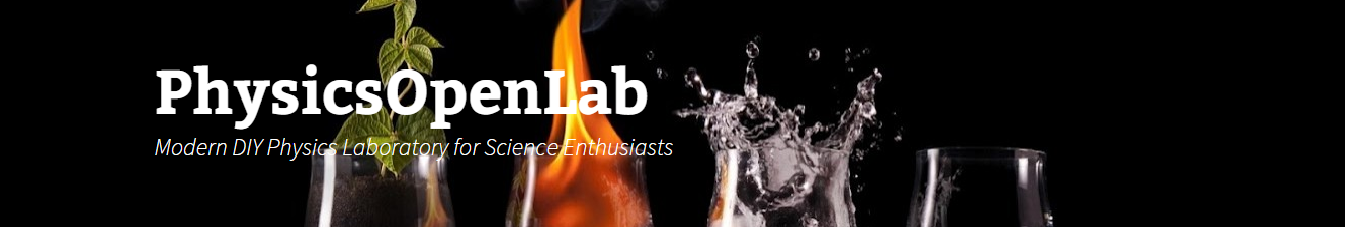 PhysicsOpenLab
Modern DIY Physics Laboratory for Science Enthusiasts